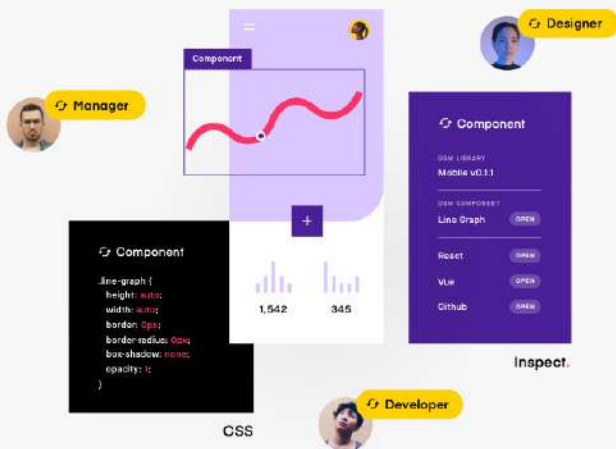 Designer
Component
Manager
Component
DSM LIBRARY
Mobile v0.1.1
DSM COMPONENT
Line Graph OPEN
React OPEN
Vue OPEN
Github OPEN
Inspect.
+
1,542 345
Component
.line-graph {
height: auto;
width: auto;
border: 0px;
border-radius: 0px;
box-shadow: none;
opacity: 1;
}
CSS
Developer